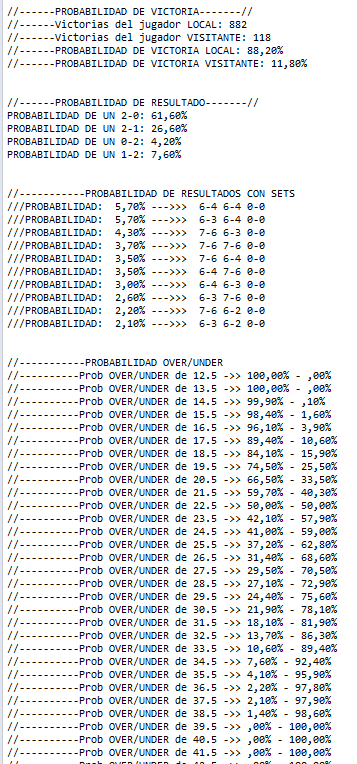 //------PROBABILIDAD DE VICTORIA-------//
//------Victorias del jugador LOCAL: 882
//------Victorias del jugador VISITANTE: 118
//------PROBABILIDAD DE VICTORIA LOCAL: 88,20%
//------PROBABILIDAD DE VICTORIA VISITANTE: 11,80%
//------PROBABILIDAD DE RESULTADO-------//
PROBABILIDAD DE UN 2-0: 61,60%
PROBABILIDAD DE UN 2-1: 26,60%
PROBABILIDAD DE UN 0-2: 4,20%
PROBABILIDAD DE UN 1-2: 7,60%
//-----------PROBABILIDAD DE RESULTADOS CON SETS
///PROBABILIDAD:  5,70% --->>>  6-4 6-4 0-0
///PROBABILIDAD:  5,70% --->>>  6-3 6-4 0-0
///PROBABILIDAD:  4,30% --->>>  7-6 6-3 0-0
///PROBABILIDAD:  3,70% --->>>  7-6 7-6 0-0
///PROBABILIDAD:  3,50% --->>>  7-6 6-4 0-0
///PROBABILIDAD:  3,50% --->>>  6-4 7-6 0-0
///PROBABILIDAD:  3,00% --->>>  6-4 6-3 0-0
///PROBABILIDAD:  2,60% --->>>  6-3 7-6 0-0
///PROBABILIDAD:  2,20% --->>>  7-6 6-2 0-0
///PROBABILIDAD:  2,10% --->>>  6-3 6-2 0-0
//-----------PROBABILIDAD OVER/UNDER
//----------Prob OVER/UNDER de 12.5 ->> 100,00% - ,00%
//----------Prob OVER/UNDER de 13.5 ->> 100,00% - ,00%
//----------Prob OVER/UNDER de 14.5 ->> 99,90% - ,10%
//----------Prob OVER/UNDER de 15.5 ->> 98,40% - 1,60%
//----------Prob OVER/UNDER de 16.5 ->> 96,10% - 3,90%
//----------Prob OVER/UNDER de 17.5 ->> 89,40% - 10,60%
//----------Prob OVER/UNDER de 18.5 ->> 84,10% - 15,90%
//----------Prob OVER/UNDER de 19.5 ->> 74,50% - 25,50%
//----------Prob OVER/UNDER de 20.5 ->> 66,50% - 33,50%
//----------Prob OVER/UNDER de 21.5 ->> 59,70% - 40,30%
//----------Prob OVER/UNDER de 22.5 ->> 50,00% - 50,00%
//----------Prob OVER/UNDER de 23.5 ->> 42,10% - 57,90%
//----------Prob OVER/UNDER de 24.5 ->> 41,00% - 59,00%
//----------Prob OVER/UNDER de 25.5 ->> 37,20% - 62,80%
//----------Prob OVER/UNDER de 26.5 ->> 31,40% - 68,60%
//----------Prob OVER/UNDER de 27.5 ->> 29,50% - 70,50%
//----------Prob OVER/UNDER de 28.5 ->> 27,10% - 72,90%
//----------Prob OVER/UNDER de 29.5 ->> 24,40% - 75,60%
//----------Prob OVER/UNDER de 30.5 ->> 21,90% - 78,10%
//----------Prob OVER/UNDER de 31.5 ->> 18,10% - 81,90%
//----------Prob OVER/UNDER de 32.5 ->> 13,70% - 86,30%
//----------Prob OVER/UNDER de 33.5 ->> 10,60% - 89,40%
//----------Prob OVER/UNDER de 34.5 ->> 7,60% - 92,40%
//----------Prob OVER/UNDER de 35.5 ->> 4,10% - 95,90%
//----------Prob OVER/UNDER de 36.5 ->> 2,20% - 97,80%
//----------Prob OVER/UNDER de 37.5 ->> 2,10% - 97,90%
//----------Prob OVER/UNDER de 38.5 ->> 1,40% - 98,60%
//----------Prob OVER/UNDER de 39.5 ->> ,00% - 100,00%
//----------Prob OVER/UNDER de 40.5 ->> ,00% - 100,00%
//----------Prob OVER/UNDER de 41.5 ->> ,00% - 100,00%